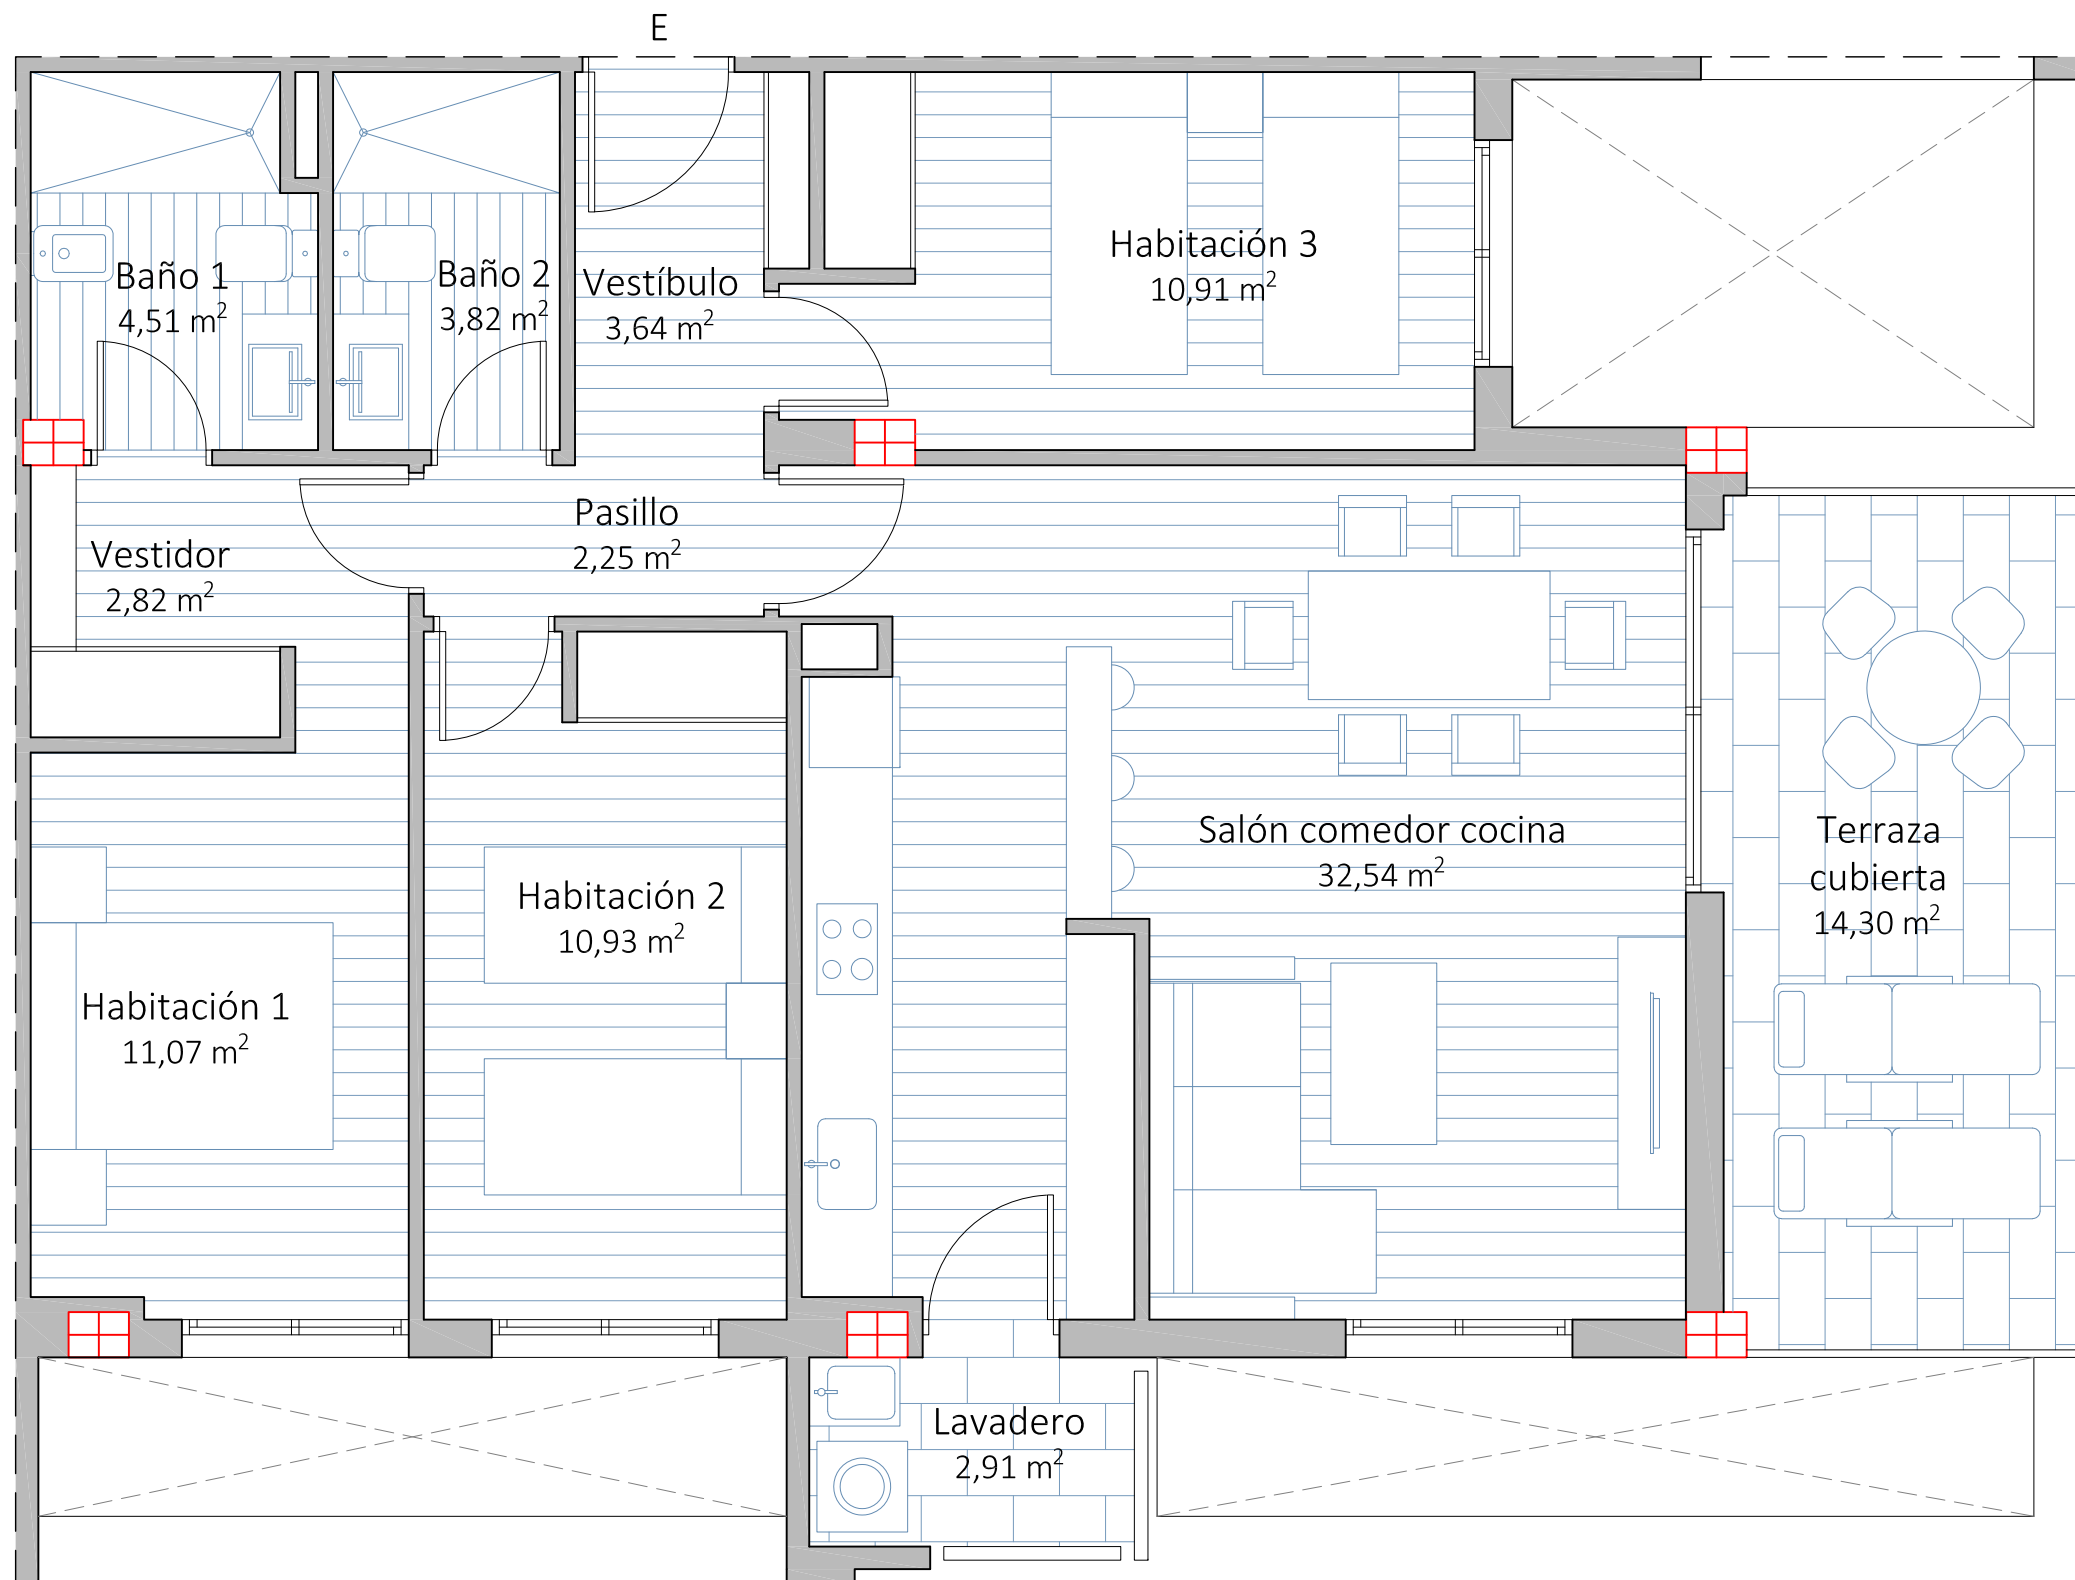 E
Baño 1
4,51 m²
Baño 2
3,82 m²
Vestíbulo
3,64 m²
Habitación 3
10,91 m²
Vestidor
2,82 m²
Pasillo
2,25 m²
Salón comedor cocina
32,54 m²
Terraza
cubierta
14,30 m²
Habitación 2
10,93 m²
Habitación 1
11,07 m²
Lavadero
2,91 m²